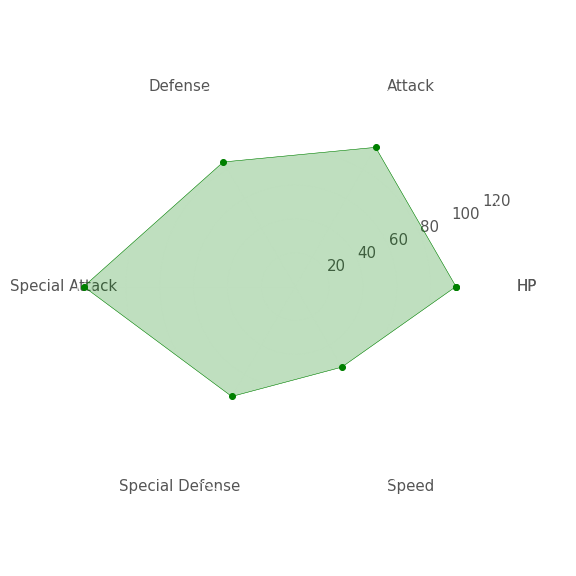 Defense
Attack
120
100
80
60
40
20
Special Attack
HP
Special Defense
Speed